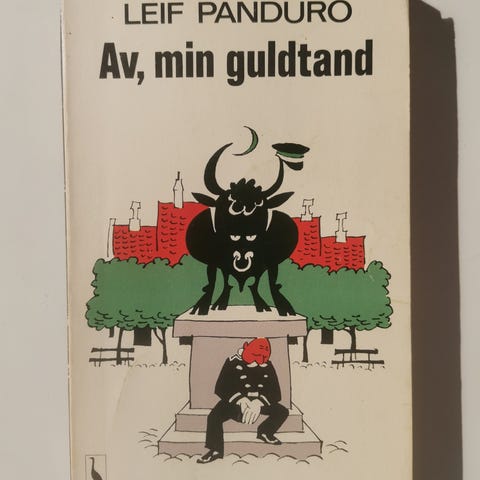 LEIF PANDURO
Av, min guldtand